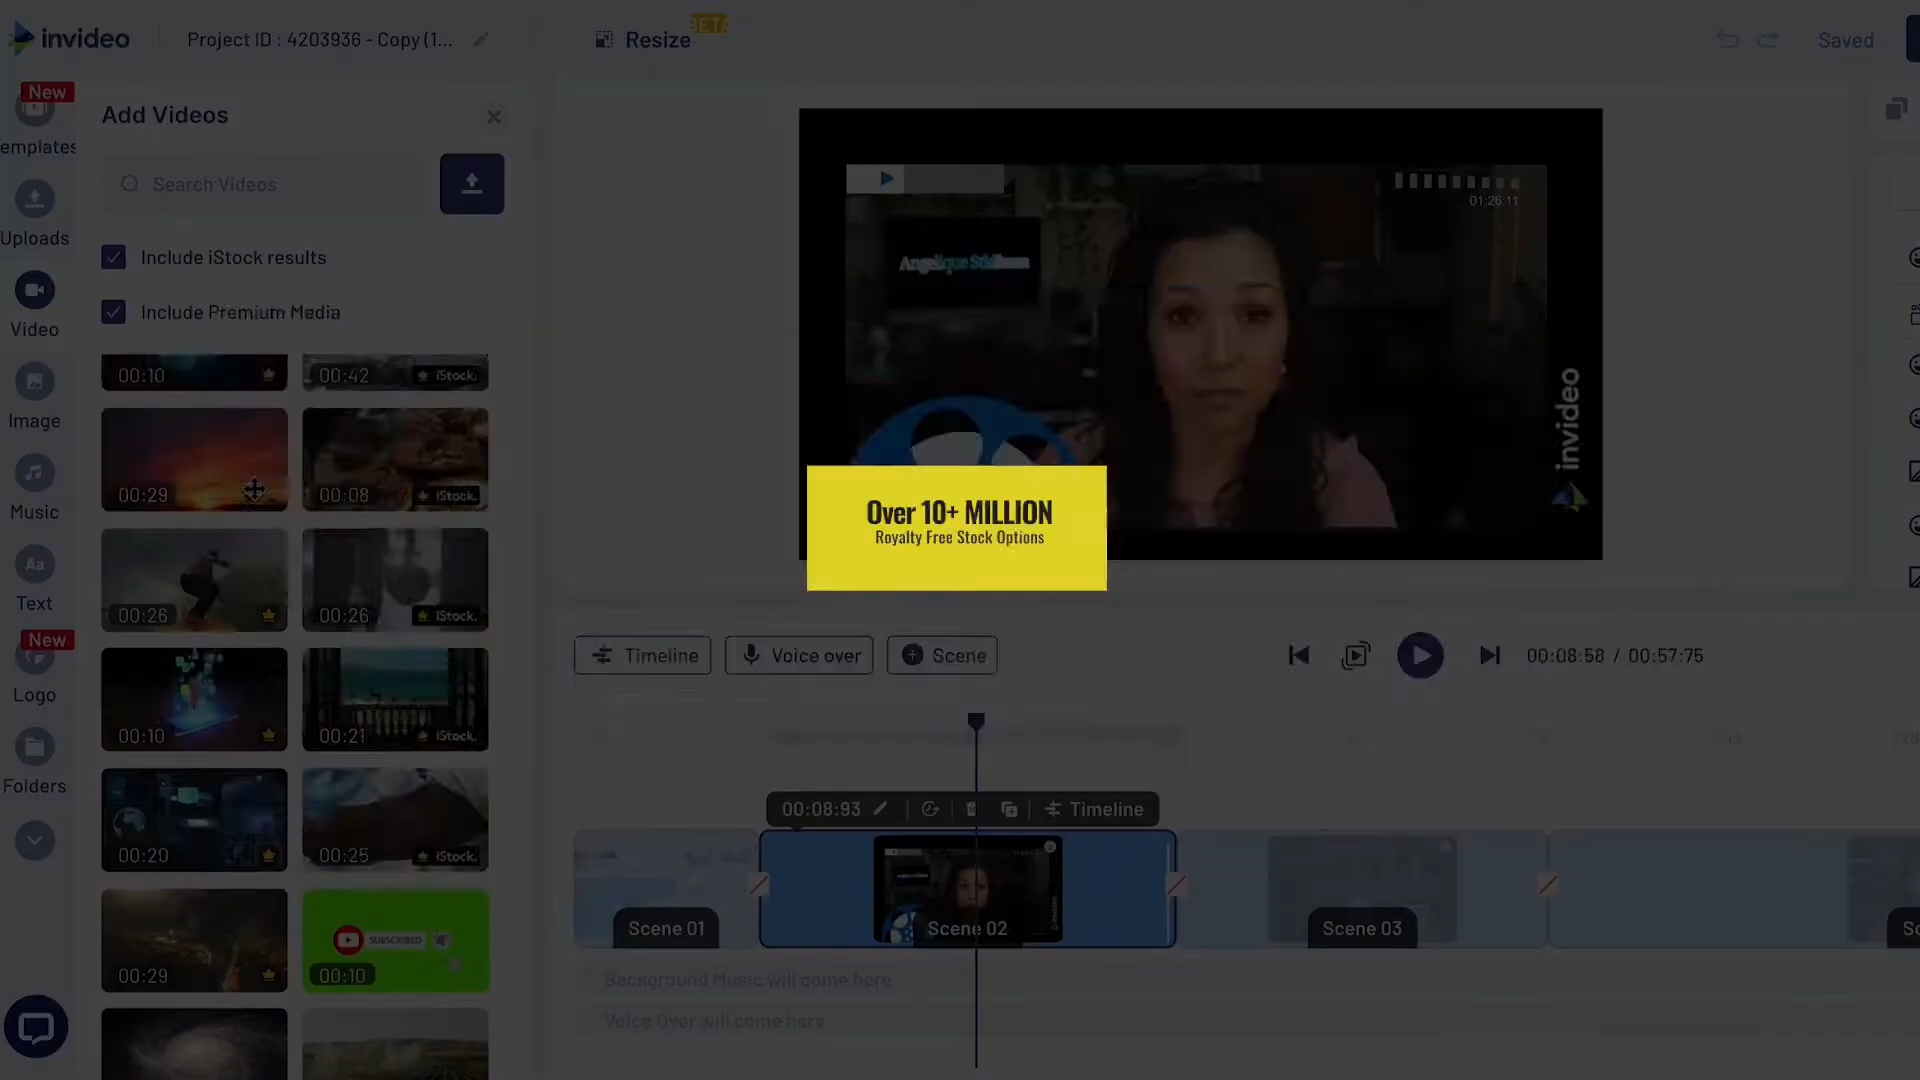 invideo
Project ID : 4203936 - Copy (1...
Resize
BETA
Saved
New
emplates
Uploads
Video
Image
Music
Aa
Text
New
Logo
Folders
Add Videos
Search Videos
Include iStock results
Include Premium Media
00:10
00:42
iStock.
00:29
00:08
iStock.
00:26
00:26
iStock.
00:10
00:21
iStock.
00:20
00:25
iStock.
00:29
SUBSCRIBED
00:10
01:26:11
invideo
Over 10+ MILLION
Royalty Free Stock Options
Timeline
Voice over
Scene
00:08:58 / 00:57:75
00:08:93
Timeline
Scene 01
Scene 02
Scene 03
Sc
Background Music will come here
Voice Over will come here